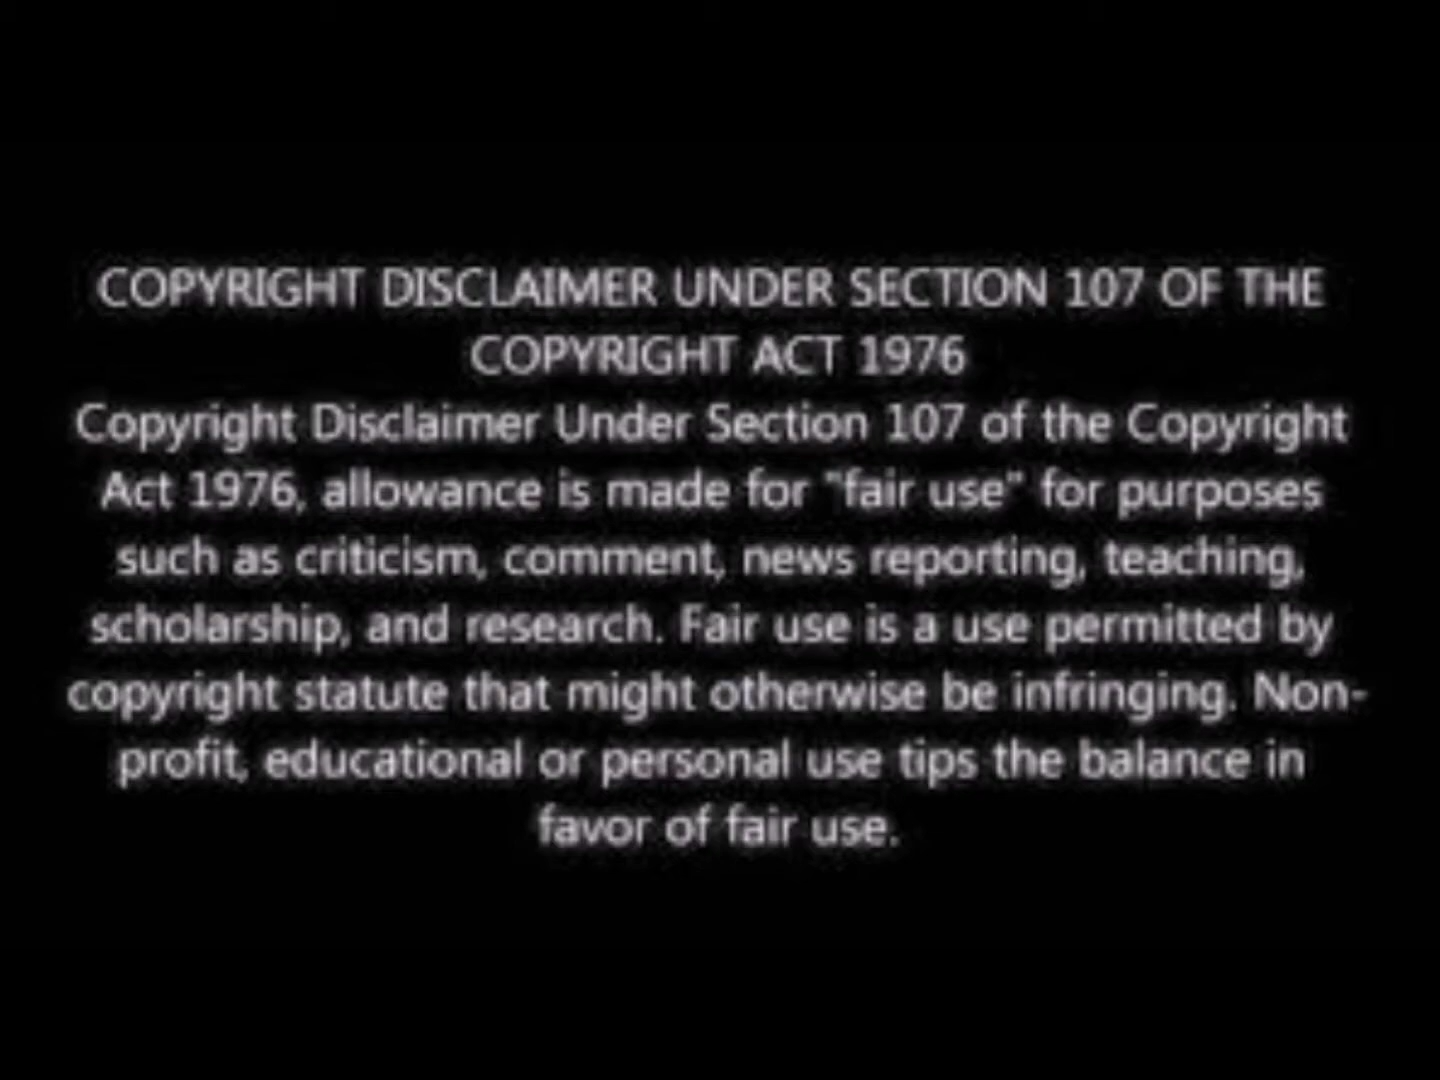 COPYRIGHT DISCLAIMER UNDER SECTION 107 OF THE
COPYRIGHT ACT 1976
Copyright Disclaimer Under Section 107 of the Copyright
Act 1976, allowance is made for "fair use" for purposes
such as criticism, comment, news reporting, teaching,
scholarship, and research. Fair use is a use permitted by
copyright statute that might otherwise be infringing. Non-
profit, educational or personal use tips the balance in
favor of fair use.